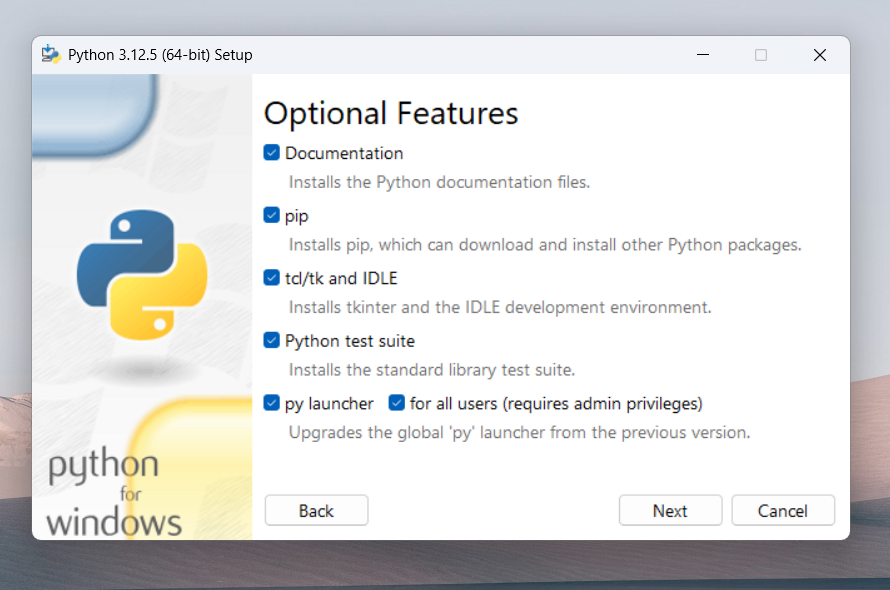 Python 3.12.5 (64-bit) Setup
Optional Features
Documentation
Installs the Python documentation files.
pip
Installs pip, which can download and install other Python packages.
tcl/tk and IDLE
Installs tkinter and the IDLE development environment.
Python test suite
Installs the standard library test suite.
py launcher for all users (requires admin privileges)
Upgrades the global 'py' launcher from the previous version.
python
for
windows
Back Next Cancel